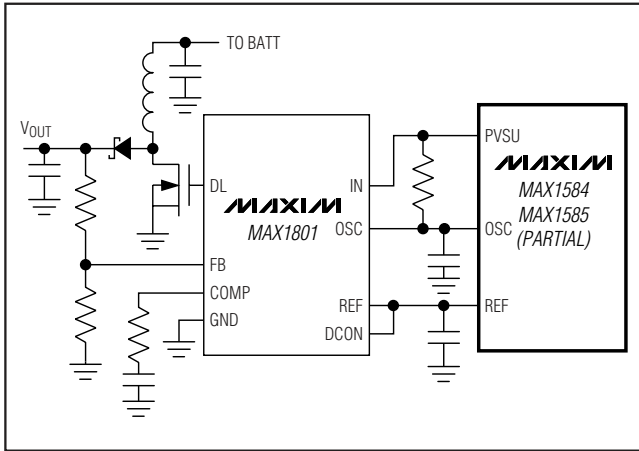 TO BATT
VOUT
PVSU
DL
IN
MAXIM
MAX1801
MAXIM
MAX1584
MAX1585
(PARTIAL)
OSC
OSC
FB
COMP
REF
REF
GND
DCON